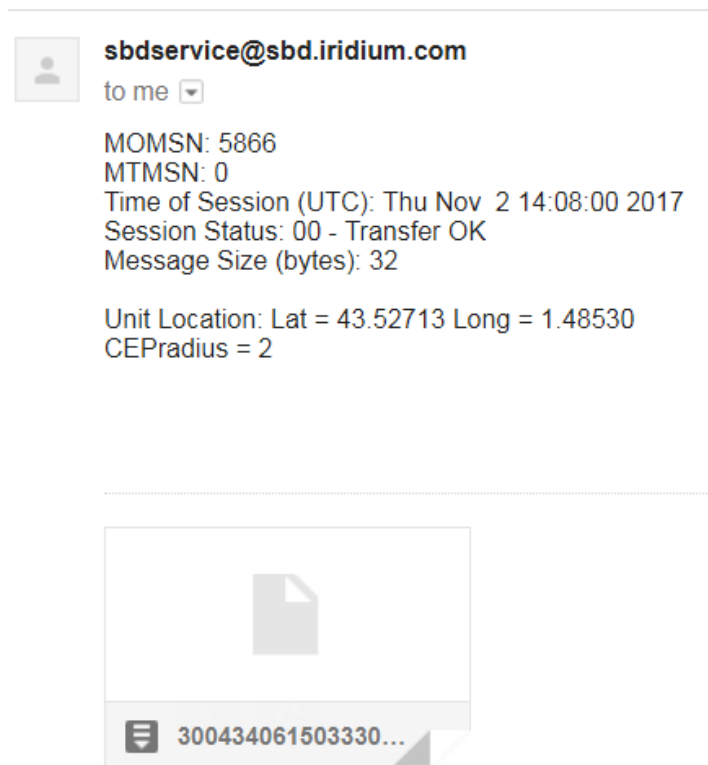 sbdservice@sbd.iridium.com
to me
MOMSN: 5866
MTMSN: 0
Time of Session (UTC): Thu Nov  2 14:08:00 2017
Session Status: 00 - Transfer OK
Message Size (bytes): 32
Unit Location: Lat = 43.52713 Long = 1.48530
CEPradius = 2
300434061503330...